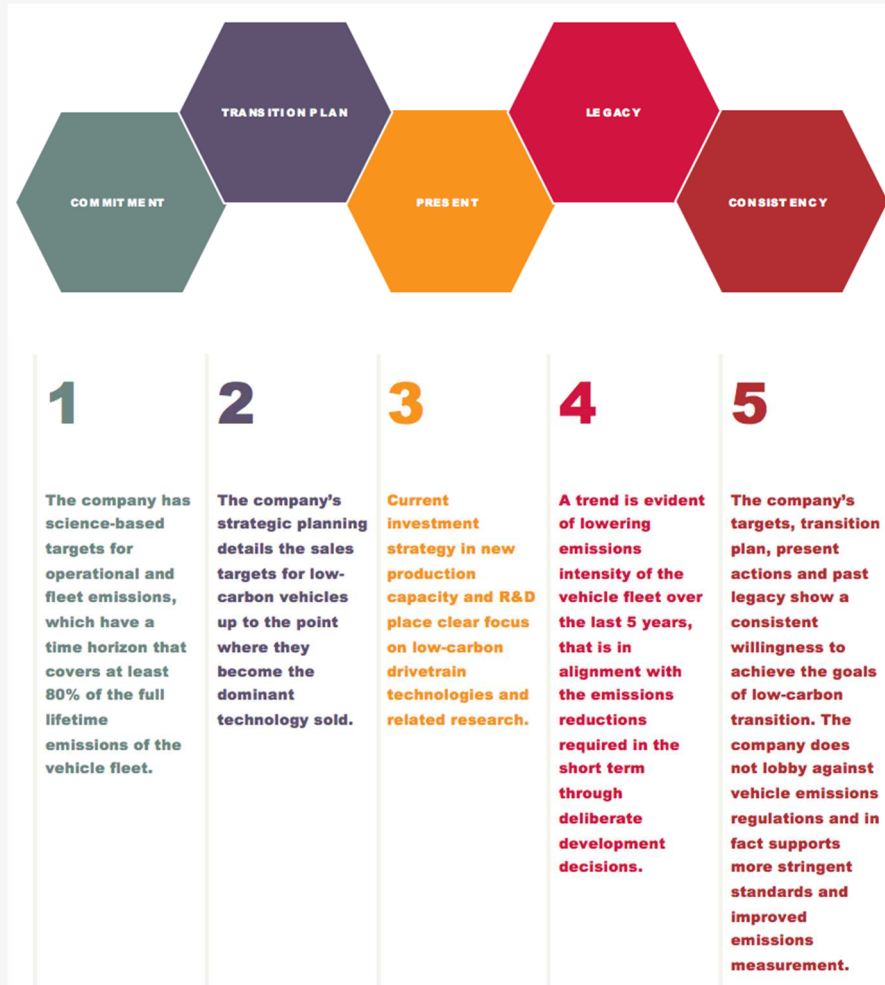 TRANSITION PLAN
LEGACY
COMMITMENT
PRESENT
CONSISTENCY
1
The company has
science-based
targets for
operational and
fleet emissions,
which have a
time horizon that
covers at least
80% of the full
lifetime
emissions of the
vehicle fleet.
2
The company’s
strategic planning
details the sales
targets for low-
carbon vehicles
up to the point
where they
become the
dominant
technology sold.
3
Current
investment
strategy in new
production
capacity and R&D
place clear focus
on low-carbon
drivetrain
technologies and
related research.
4
A trend is evident
of lowering
emissions
intensity of the
vehicle fleet over
the last 5 years,
that is in
alignment with
the emissions
reductions
required in the
short term
through
deliberate
development
decisions.
5
The company’s
targets, transition
plan, present
actions and past
legacy show a
consistent
willingness to
achieve the goals
of low-carbon
transition. The
company does
not lobby against
vehicle emissions
regulations and in
fact supports
more stringent
standards and
improved
emissions
measurement.